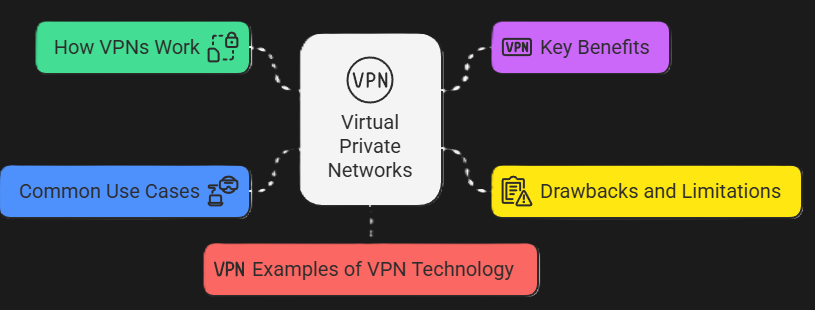 How VPNs Work
VPN
Key Benefits
VPN
Virtual
Private
Networks
Common Use Cases
Drawbacks and Limitations
VPN Examples of VPN Technology